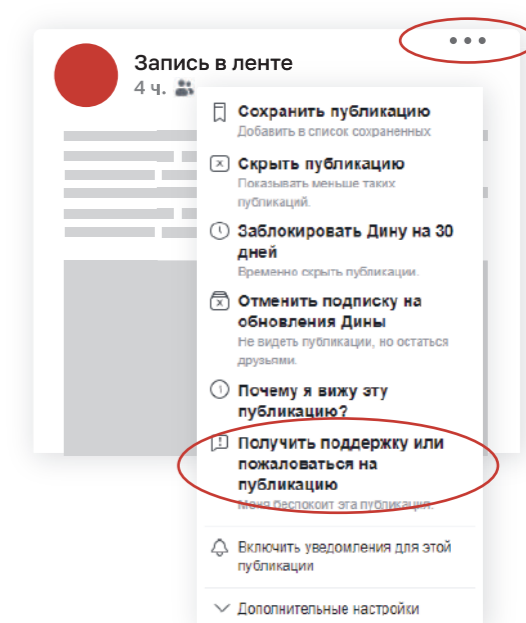 Запись в ленте
4 ч.
Сохранить публикацию
Добавить в список сохраненных
Скрыть публикацию
Показывать меньше таких
публикаций.
Заблокировать Дину на 30
дней
Временно скрыть публикации.
Отменить подписку на
обновления Дины
Не видеть публикации, но остаться
друзьями.
Почему я вижу эту
публикацию?
Получить поддержку или
пожаловаться на
публикацию
Меня беспокоит эта публикация.
Включить уведомления для этой
публикации
Дополнительные настройки